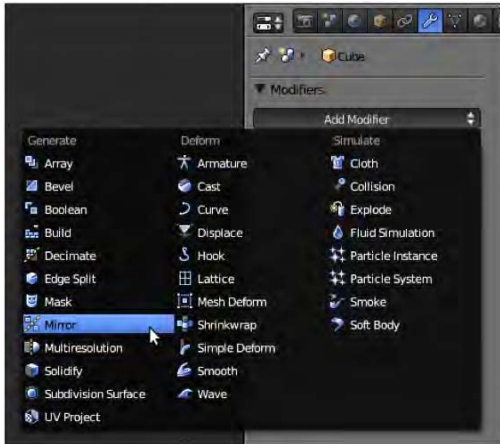 Cube
Modifiers
Add Modifier
Generate
Array
Bevel
Boolean
Build
Decimate
Edge Split
Mask
Mirror
Multiresolution
Solidify
Subdivision Surface
UV Project
Deform
Armature
Cast
Curve
Displace
Hook
Lattice
Mesh Deform
Shrinkwrap
Simple Deform
Smooth
Wave
Simulate
Cloth
Collision
Explode
Fluid Simulation
Particle Instance
Particle System
Smoke
Soft Body